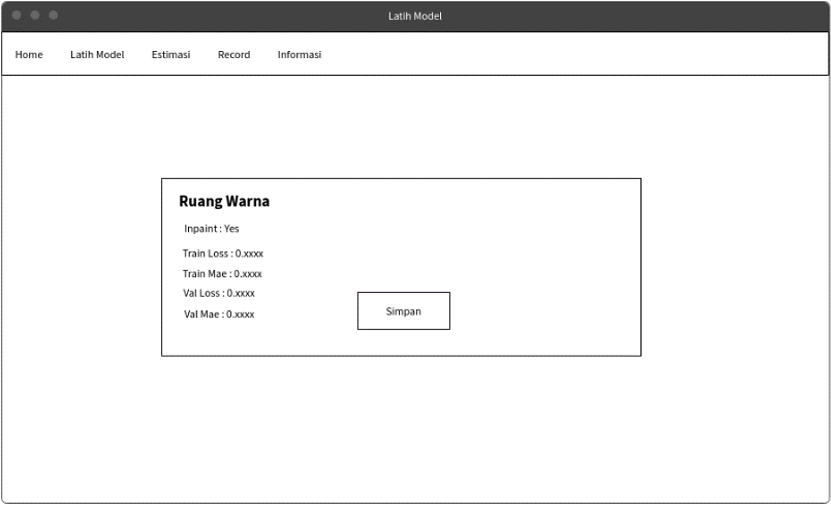 Latih Model
Home Latih Model Estimasi Record Informasi
Ruang Warna
Inpaint : Yes
Train Loss : 0.xxxx
Train Mae : 0.xxxx
Val Loss : 0.xxxx
Val Mae : 0.xxxx
Simpan